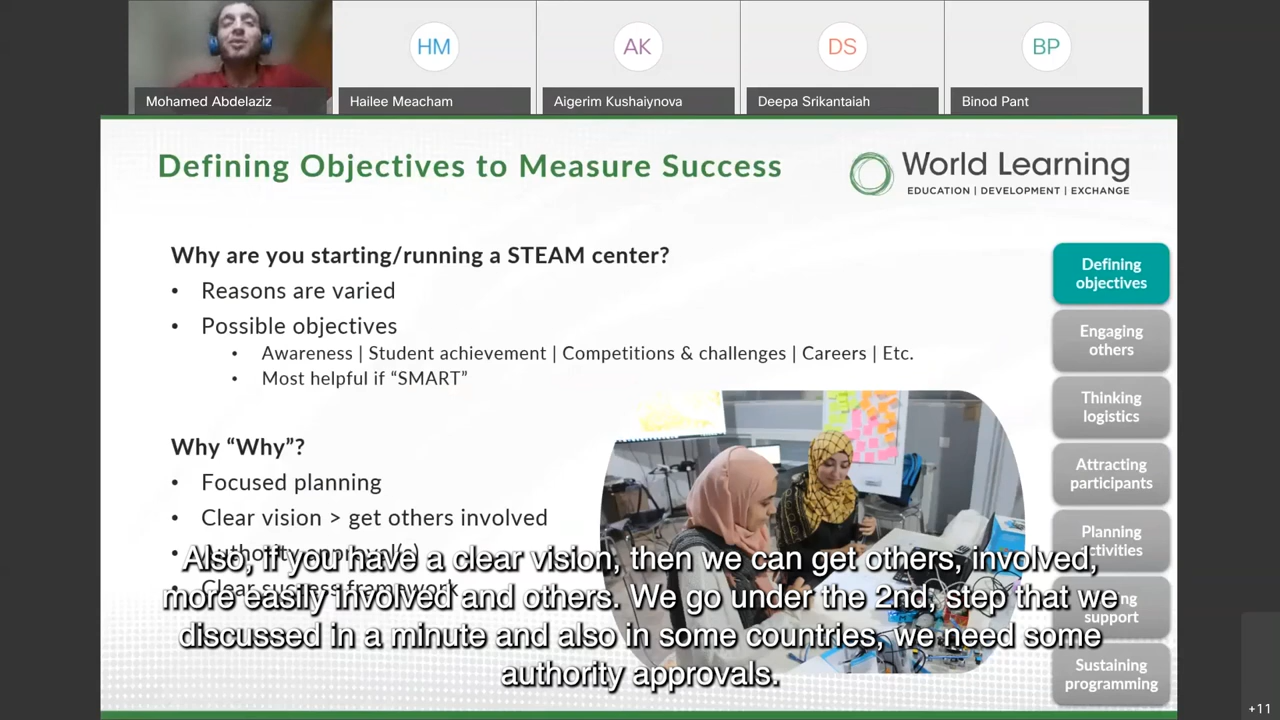 HM
AK
DS
BP
Mohamed Abdelaziz
Hailee Meacham
Aigerim Kushaiynova
Deepa Srikantaiah
Binod Pant
Defining Objectives to Measure Success
World Learning
EDUCATION | DEVELOPMENT | EXCHANGE
Why are you starting/running a STEAM center?
• Reasons are varied
• Possible objectives
• Awareness | Student achievement | Competitions & challenges | Careers | Etc.
• Most helpful if “SMART”
Why “Why”?
• Focused planning
• Clear vision > get others involved
• Authority approval(s)
• Clear success framework
Also, if you have a clear vision, then we can get others, involved,
more easily involved and others. We go under the 2nd, step that we
discussed in a minute and also in some countries, we need some
authority approvals.
Defining
objectives
Engaging
others
Thinking
logistics
Attracting
participants
Planning
activities
support
Sustaining
programming
+11